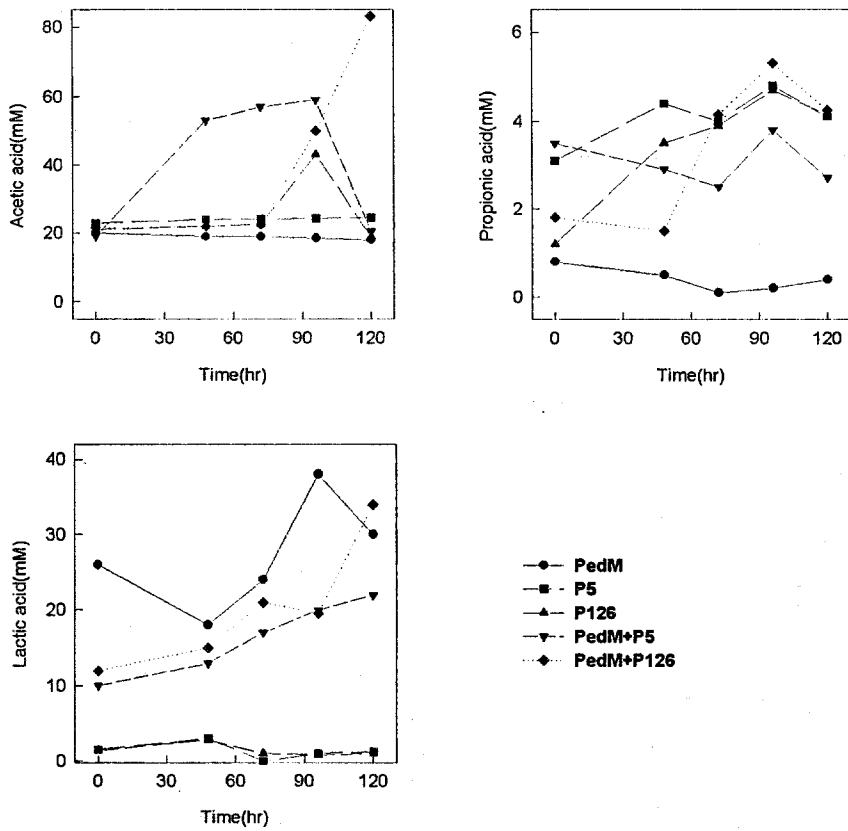 Acetic acid(mM)
80
60
40
20
0
0 30 60 90 120
Time(hr)
Propionic acid(mM)
6
4
2
0
0 30 60 90 120
Time(hr)
Lactic acid(mM)
40
30
20
10
0
0 30 60 90 120
Time(hr)
PedM
P5
P126
PedM+P5
PedM+P126